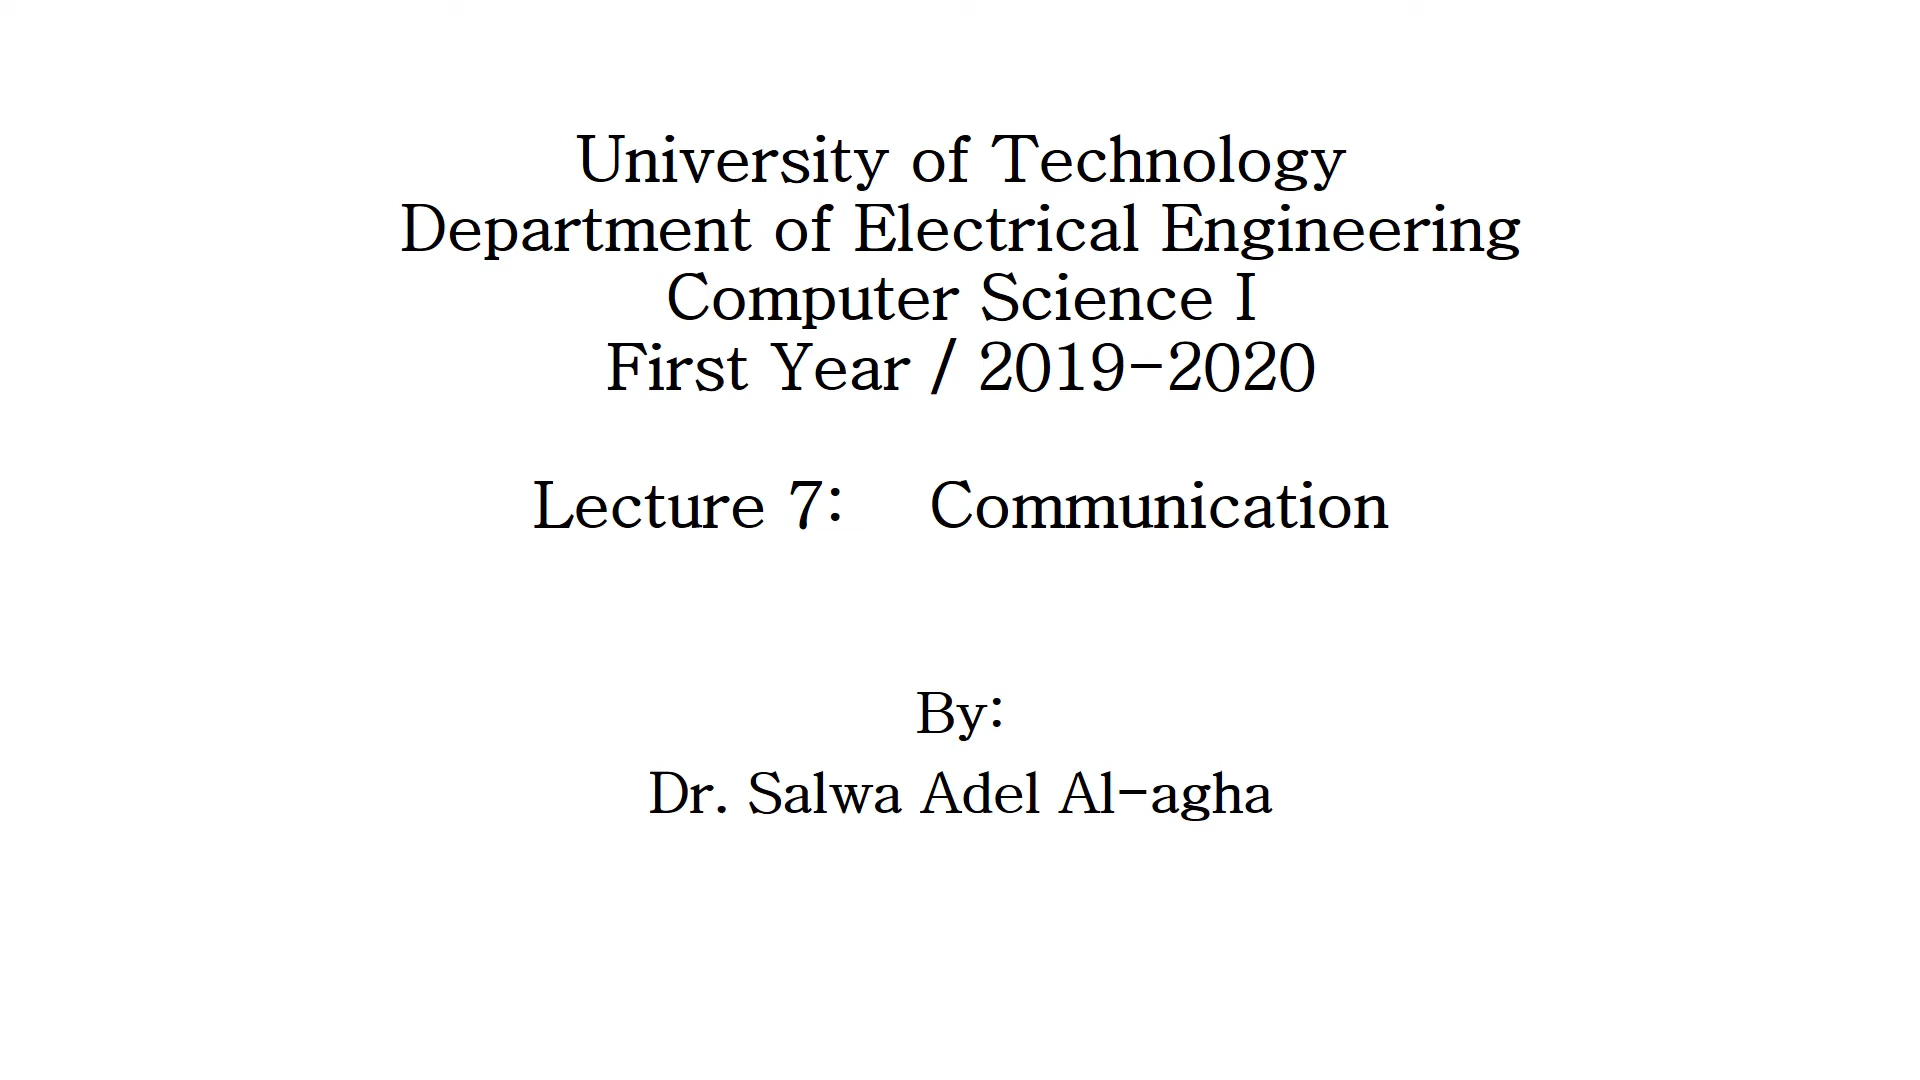 University of Technology
Department of Electrical Engineering
Computer Science I
First Year / 2019-2020
Lecture 7: Communication
By:
Dr. Salwa Adel Al-agha